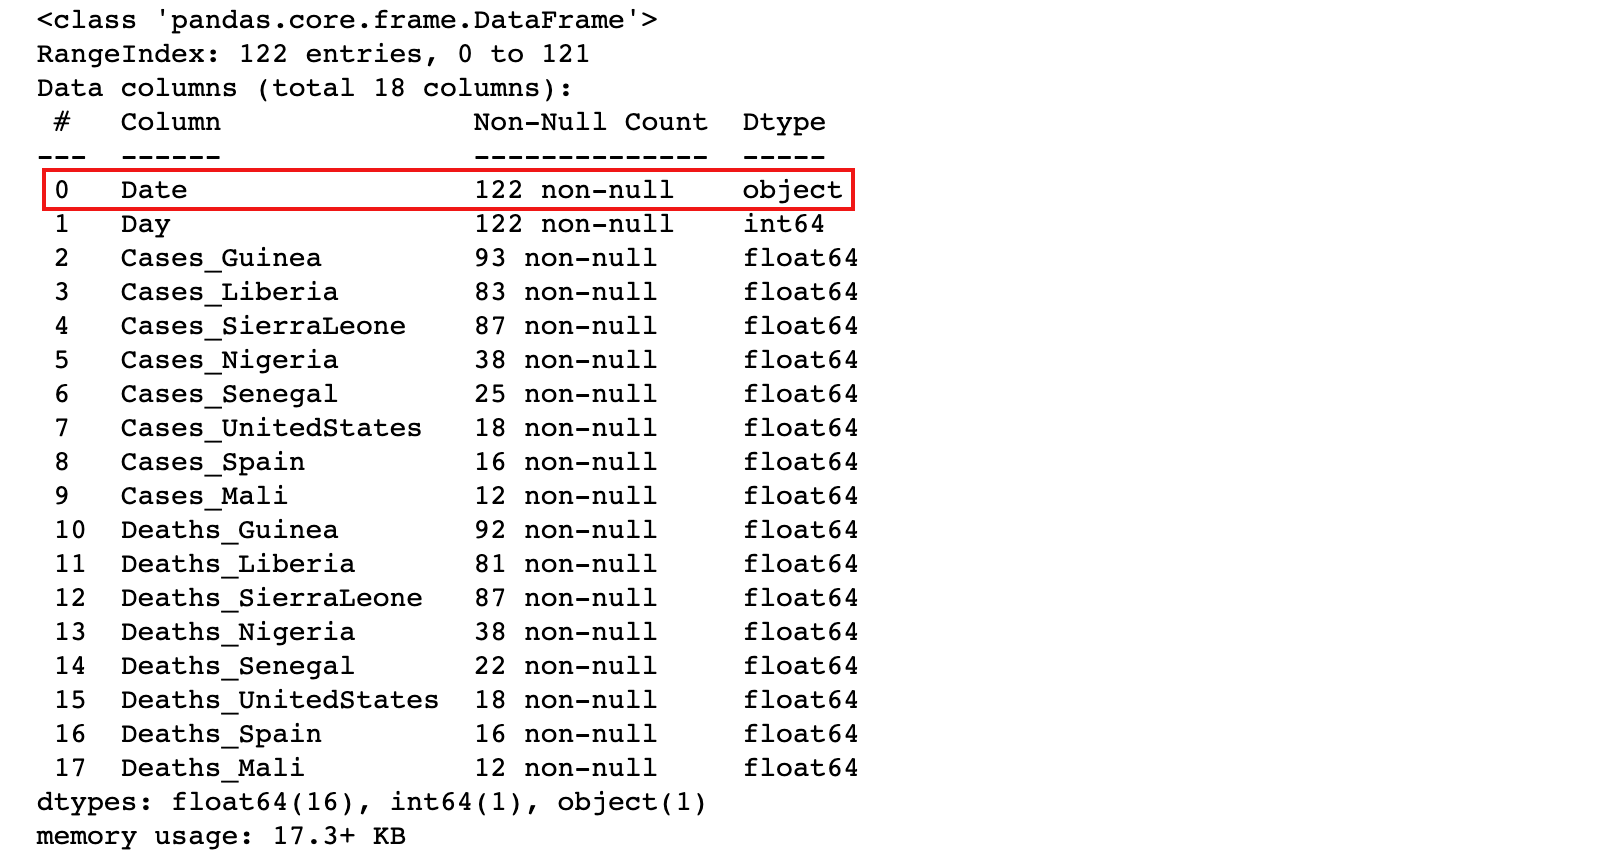 <class 'pandas.core.frame.DataFrame'>
RangeIndex: 122 entries, 0 to 121
Data columns (total 18 columns):
 #   Column               Non-Null Count  Dtype
---  ------               --------------  -----
 0   Date                 122 non-null    object
 1   Day                  122 non-null    int64
 2   Cases_Guinea         93 non-null     float64
 3   Cases_Liberia        83 non-null     float64
 4   Cases_SierraLeone    87 non-null     float64
 5   Cases_Nigeria        38 non-null     float64
 6   Cases_Senegal        25 non-null     float64
 7   Cases_UnitedStates   18 non-null     float64
 8   Cases_Spain          16 non-null     float64
 9   Cases_Mali           12 non-null     float64
 10  Deaths_Guinea        92 non-null     float64
 11  Deaths_Liberia       81 non-null     float64
 12  Deaths_SierraLeone   87 non-null     float64
 13  Deaths_Nigeria       38 non-null     float64
 14  Deaths_Senegal       22 non-null     float64
 15  Deaths_UnitedStates  18 non-null     float64
 16  Deaths_Spain         16 non-null     float64
 17  Deaths_Mali          12 non-null     float64
dtypes: float64(16), int64(1), object(1)
memory usage: 17.3+ KB